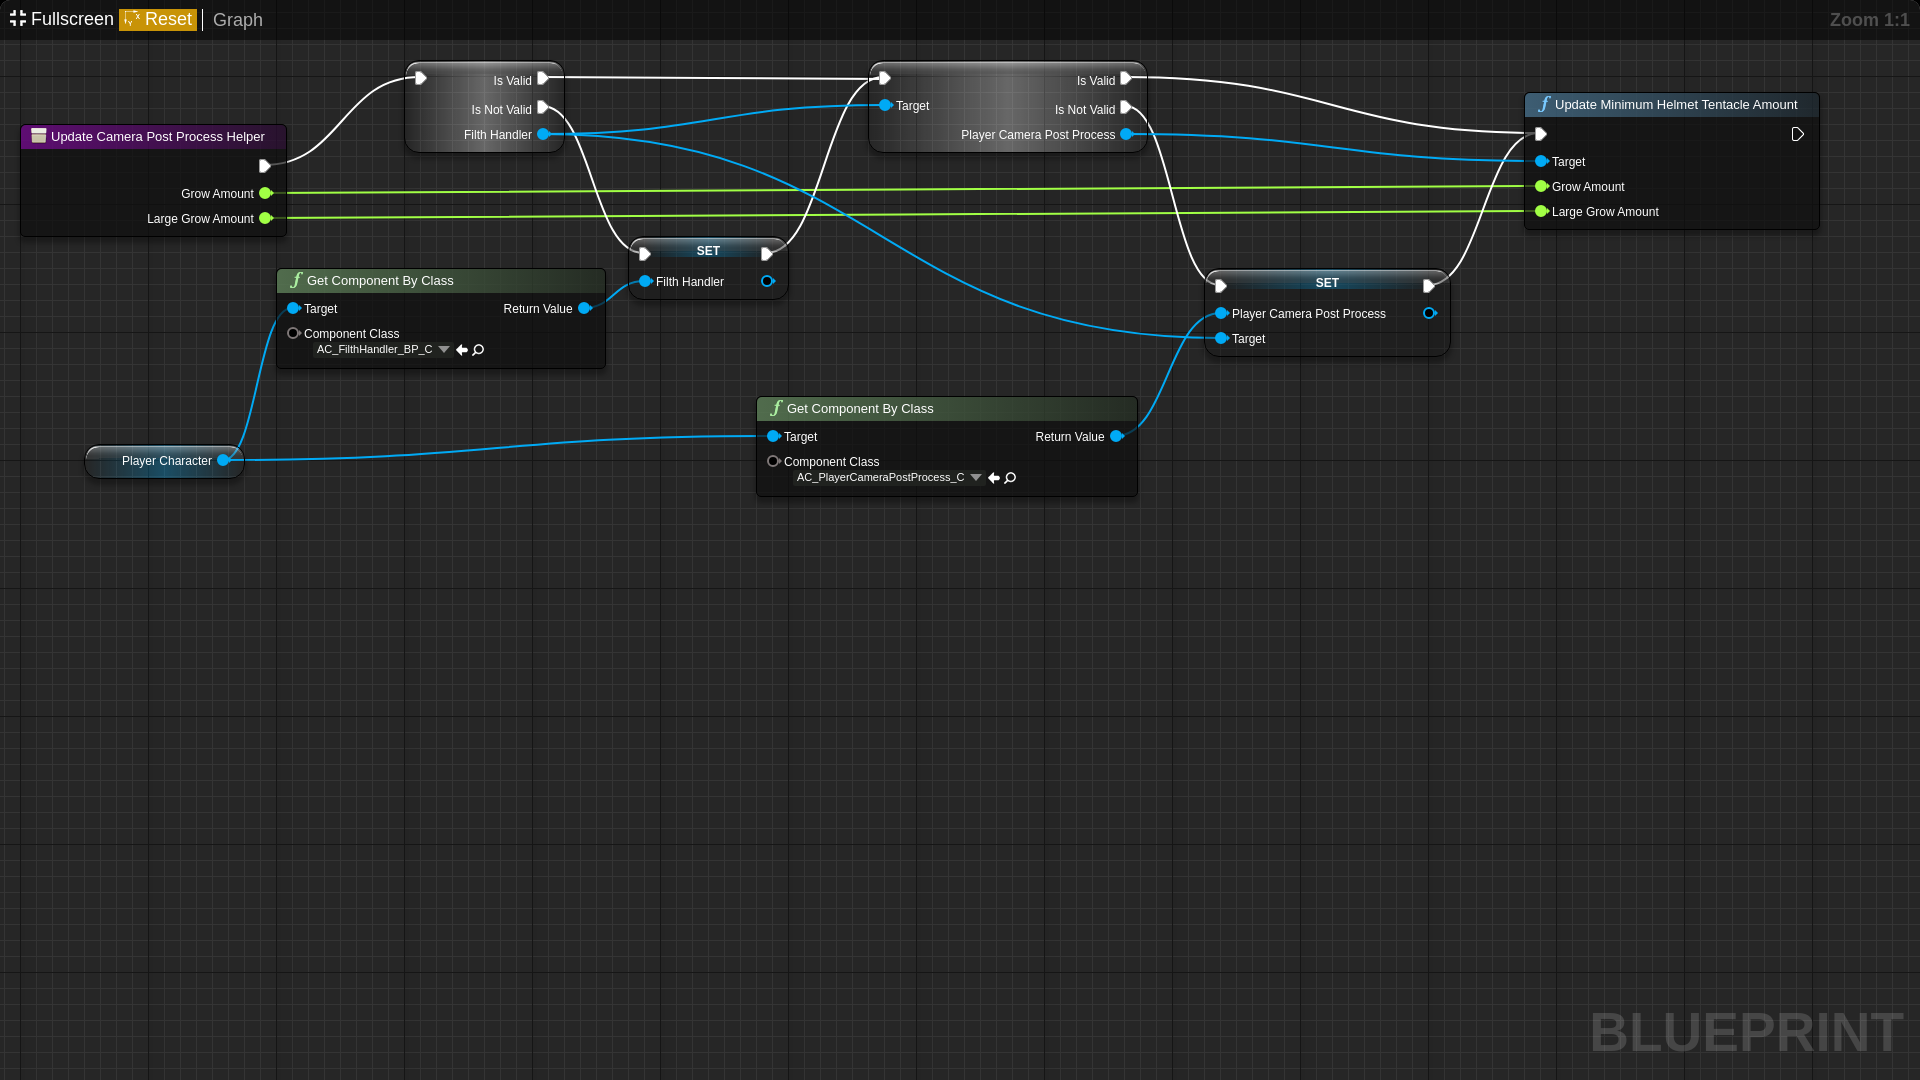 Fullscreen Reset Graph Zoom 1:1
Update Camera Post Process Helper
Grow Amount
Large Grow Amount
Is Valid
Is Not Valid
Filth Handler
Is Valid
Target
Is Not Valid
Player Camera Post Process
Update Minimum Helmet Tentacle Amount
Target
Grow Amount
Large Grow Amount
SET
Filth Handler
Get Component By Class
Target Return Value
Component Class
AC_FilthHandler_BP_C
SET
Player Camera Post Process
Target
Get Component By Class
Target Return Value
Component Class
AC_PlayerCameraPostProcess_C
Player Character
BLUEPRINT